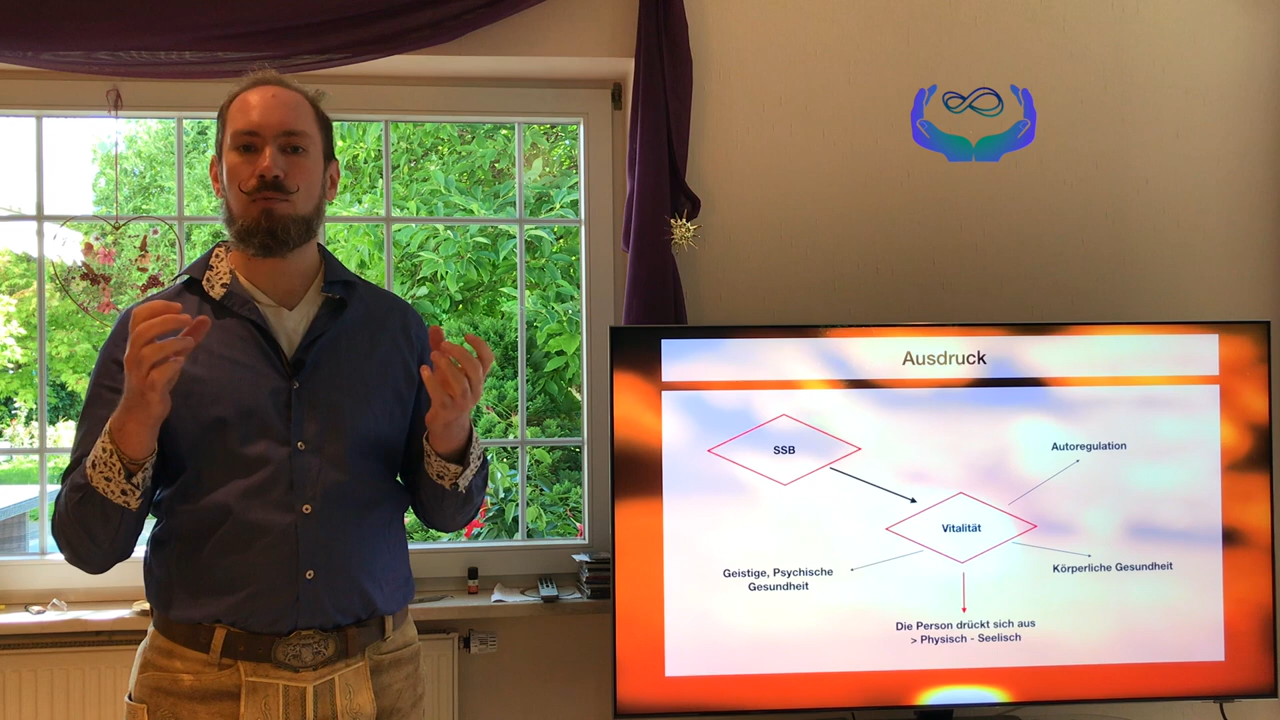 Ausdruck
SSB
Autoregulation
Vitalität
Geistige, Psychische
Gesundheit
Körperliche Gesundheit
Die Person drückt sich aus
> Physisch - Seelisch